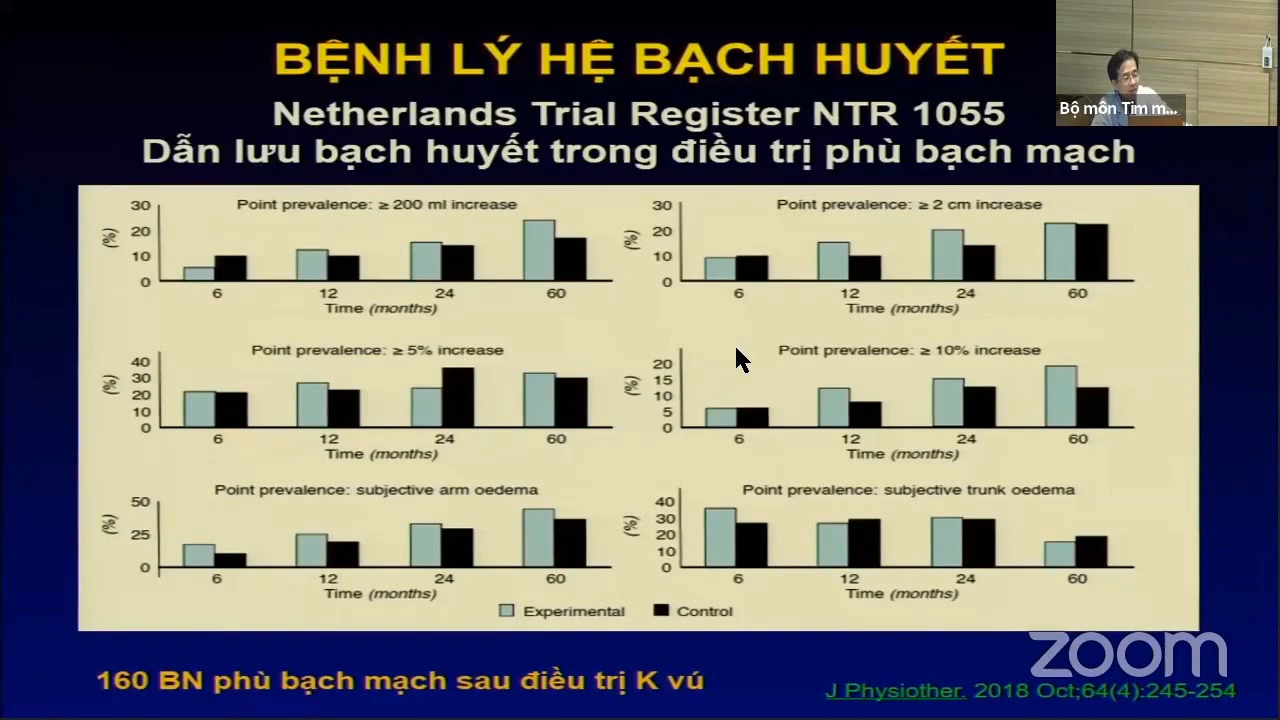 BỆNH LÝ HỆ BẠCH HUYẾT
Netherlands Trial Register NTR 1055
Dẫn lưu bạch huyết trong điều trị phù bạch mạch
Bộ môn Tim m...
Point prevalence: ≥ 200 ml increase
(%)
30
20
10
0
6 12 24 60
Time (months)
Point prevalence: ≥ 2 cm increase
(%)
30
20
10
0
6 12 24 60
Time (months)
Point prevalence: ≥ 5% increase
(%)
40
30
20
10
0
6 12 24 60
Time (months)
Point prevalence: ≥ 10% increase
(%)
20
15
10
5
0
6 12 24 60
Time (months)
Point prevalence: subjective arm oedema
(%)
50
25
0
6 12 24 60
Time (months)
Point prevalence: subjective trunk oedema
(%)
40
30
20
10
0
6 12 24 60
Time (months)
Experimental Control
160 BN phù bạch mạch sau điều trị K vú
J Physiother. 2018 Oct;64(4):245-254
zoom